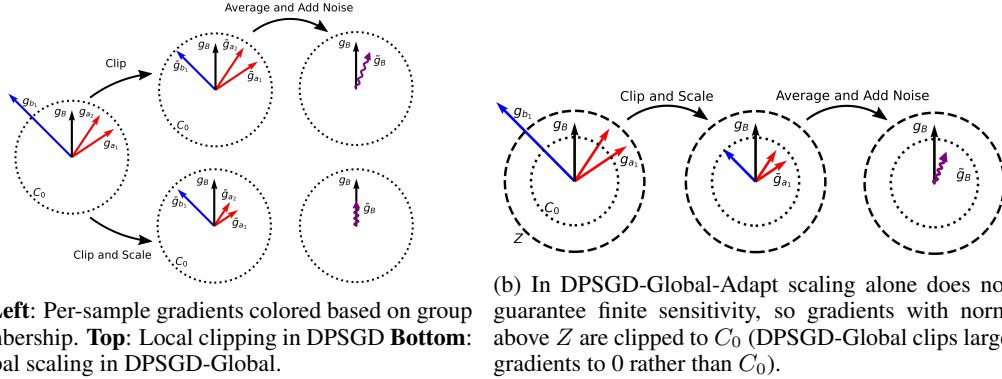 Average and Add Noise
Clip
g_B
g̃_{a_2}
g̃_{b_1}
g̃_{a_1}
C_0
g_B
g̃_B
g_{b_1}
g_B
g_{a_2}
g_{a_1}
C_0
Clip and Scale
g_B
g̃_{a_2}
g̃_{b_1}
g̃_{a_1}
C_0
g_B
g̃_B
Left: Per-sample gradients colored based on group
mbership. Top: Local clipping in DPSGD Bottom:
bal scaling in DPSGD-Global.
Clip and Scale
Average and Add Noise
g_{b_1}
g_B
g_{a_1}
C_0
Z
g_B
g̃_{a_1}
g_B
g̃_B
(b) In DPSGD-Global-Adapt scaling alone does no
guarantee finite sensitivity, so gradients with norm
above Z are clipped to C_0 (DPSGD-Global clips large
gradients to 0 rather than C_0).